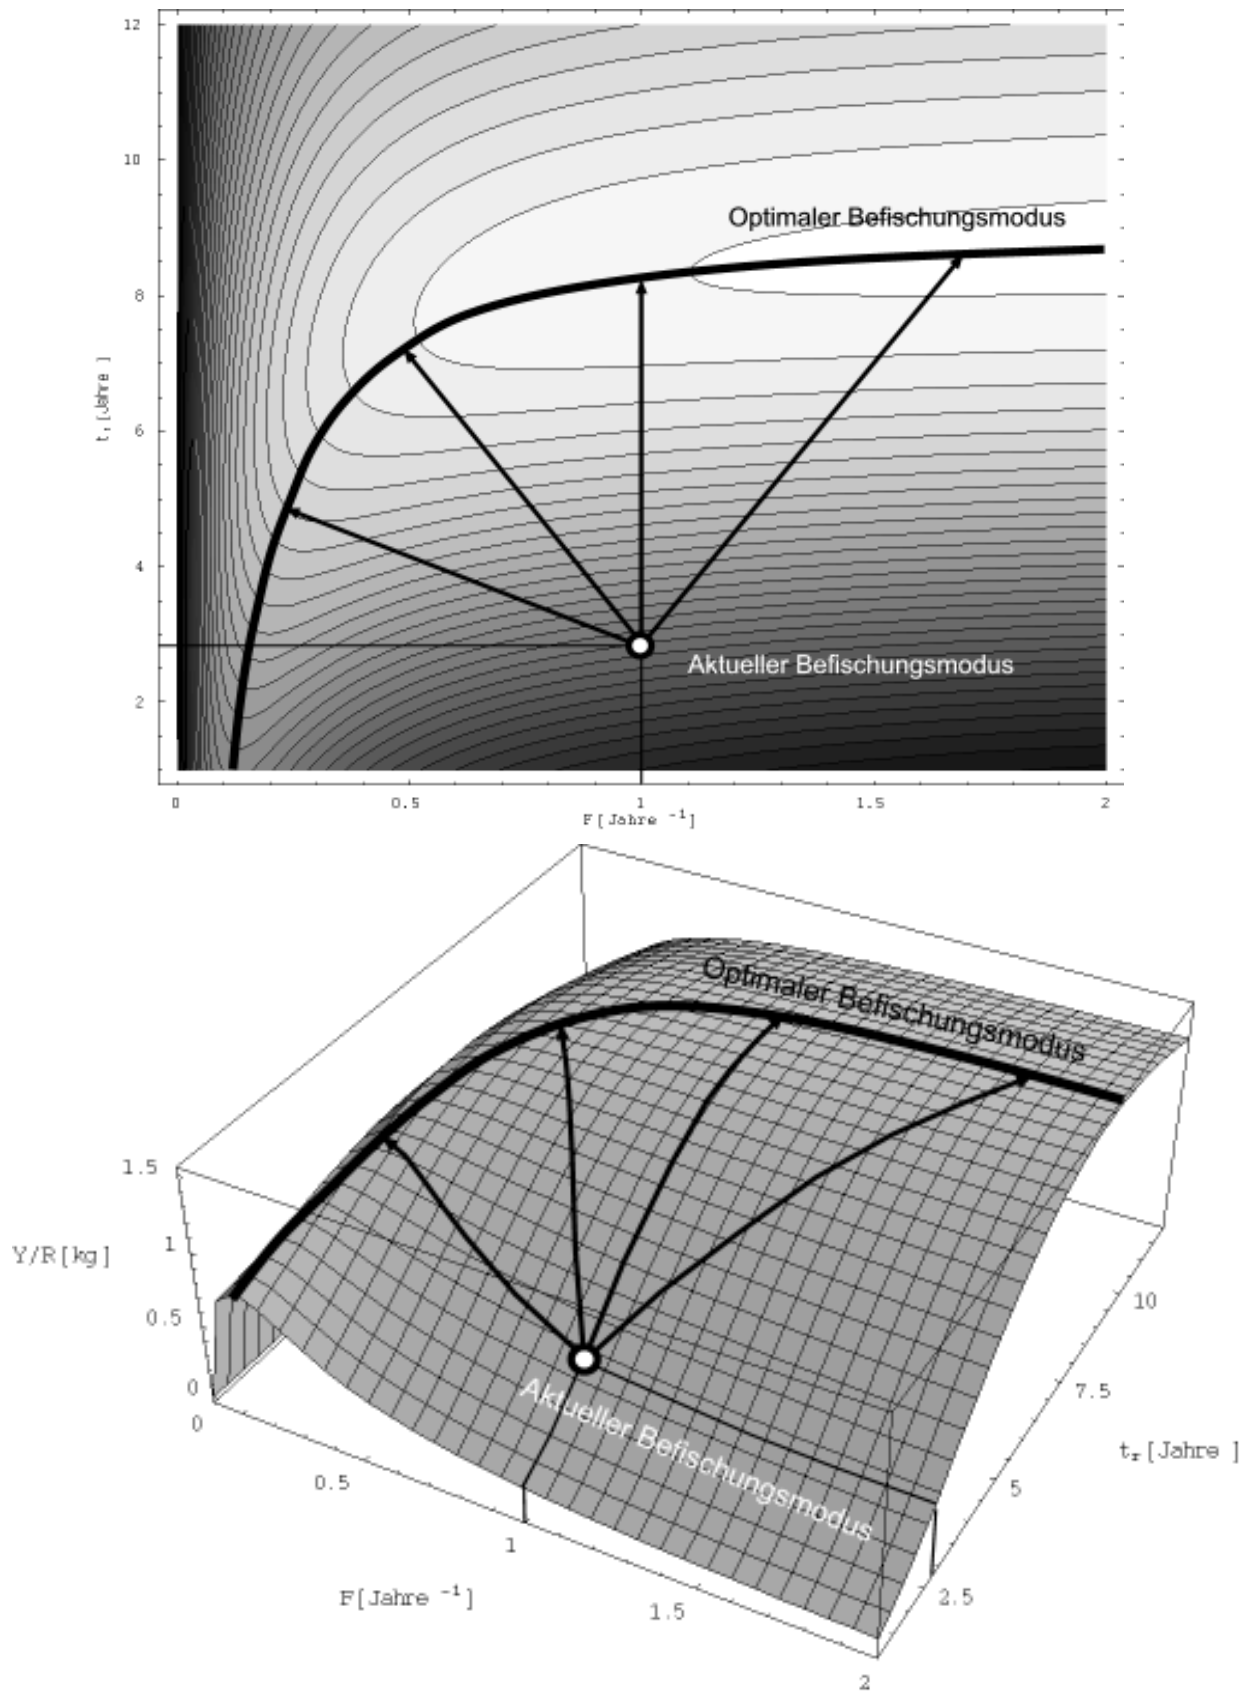 12
10
Optimaler Befischungsmodus
8
t, [Jahre ]
6
4
Aktueller Befischungsmodus
2
0 0.5 1 1.5 2
F[Jahre ⁻¹]
Optimaler Befischungsmodus
1.5
1
Y/R[kg]
0.5
0
10
7.5
Aktueller Befischungsmodus
tᵣ[Jahre ]
5
0
0.5
2.5
1
F[Jahre ⁻¹]
1.5
2